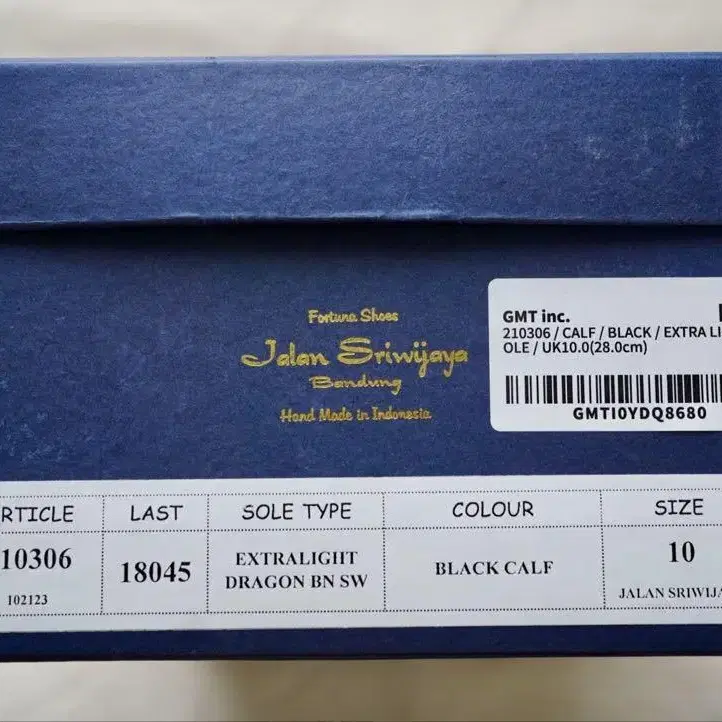 Fortuna Shoes
Jalan Sriwijaya
Bandung
Hand Made in Indonesia
GMT inc.
210306 / CALF / BLACK / EXTRA LI
OLE / UK10.0(28.0cm)
GMTI0YDQ8680
RTICLE LAST SOLE TYPE COLOUR SIZE
10306 18045 EXTRALIGHT DRAGON BN SW BLACK CALF 10
102123 JALAN SRIWIJA